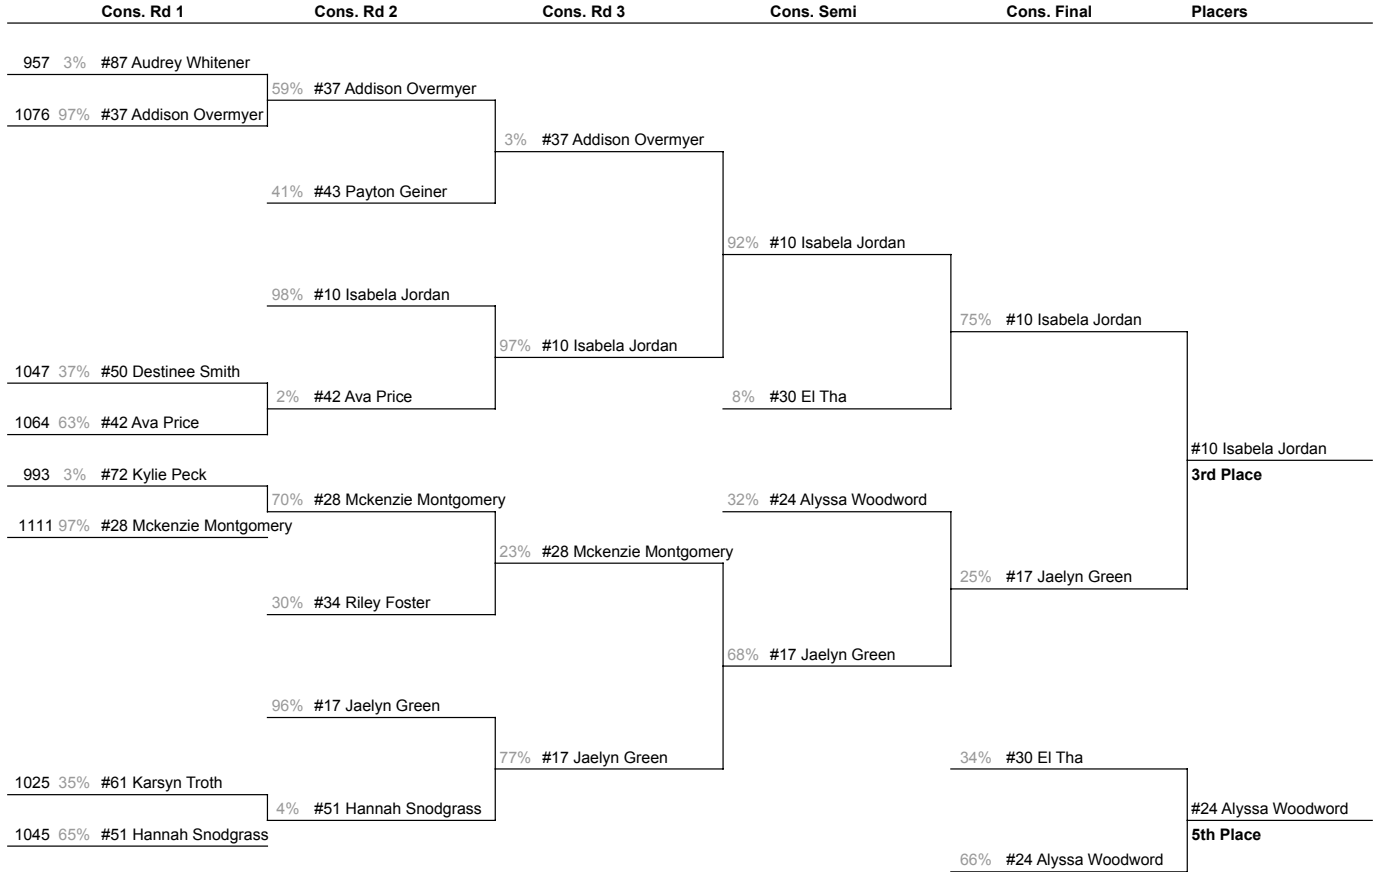 Cons. Rd 1 Cons. Rd 2 Cons. Rd 3 Cons. Semi Cons. Final Placers
957 3% #87 Audrey Whitener
59% #37 Addison Overmyer
1076 97% #37 Addison Overmyer
3% #37 Addison Overmyer
41% #43 Payton Geiner
92% #10 Isabela Jordan
98% #10 Isabela Jordan
75% #10 Isabela Jordan
97% #10 Isabela Jordan
1047 37% #50 Destinee Smith
2% #42 Ava Price
8% #30 El Tha
1064 63% #42 Ava Price
#10 Isabela Jordan
993 3% #72 Kylie Peck
3rd Place
70% #28 Mckenzie Montgomery
32% #24 Alyssa Woodword
1111 97% #28 Mckenzie Montgomery
23% #28 Mckenzie Montgomery
25% #17 Jaelyn Green
30% #34 Riley Foster
68% #17 Jaelyn Green
96% #17 Jaelyn Green
77% #17 Jaelyn Green
34% #30 El Tha
1025 35% #61 Karsyn Troth
4% #51 Hannah Snodgrass
#24 Alyssa Woodword
1045 65% #51 Hannah Snodgrass
5th Place
66% #24 Alyssa Woodword